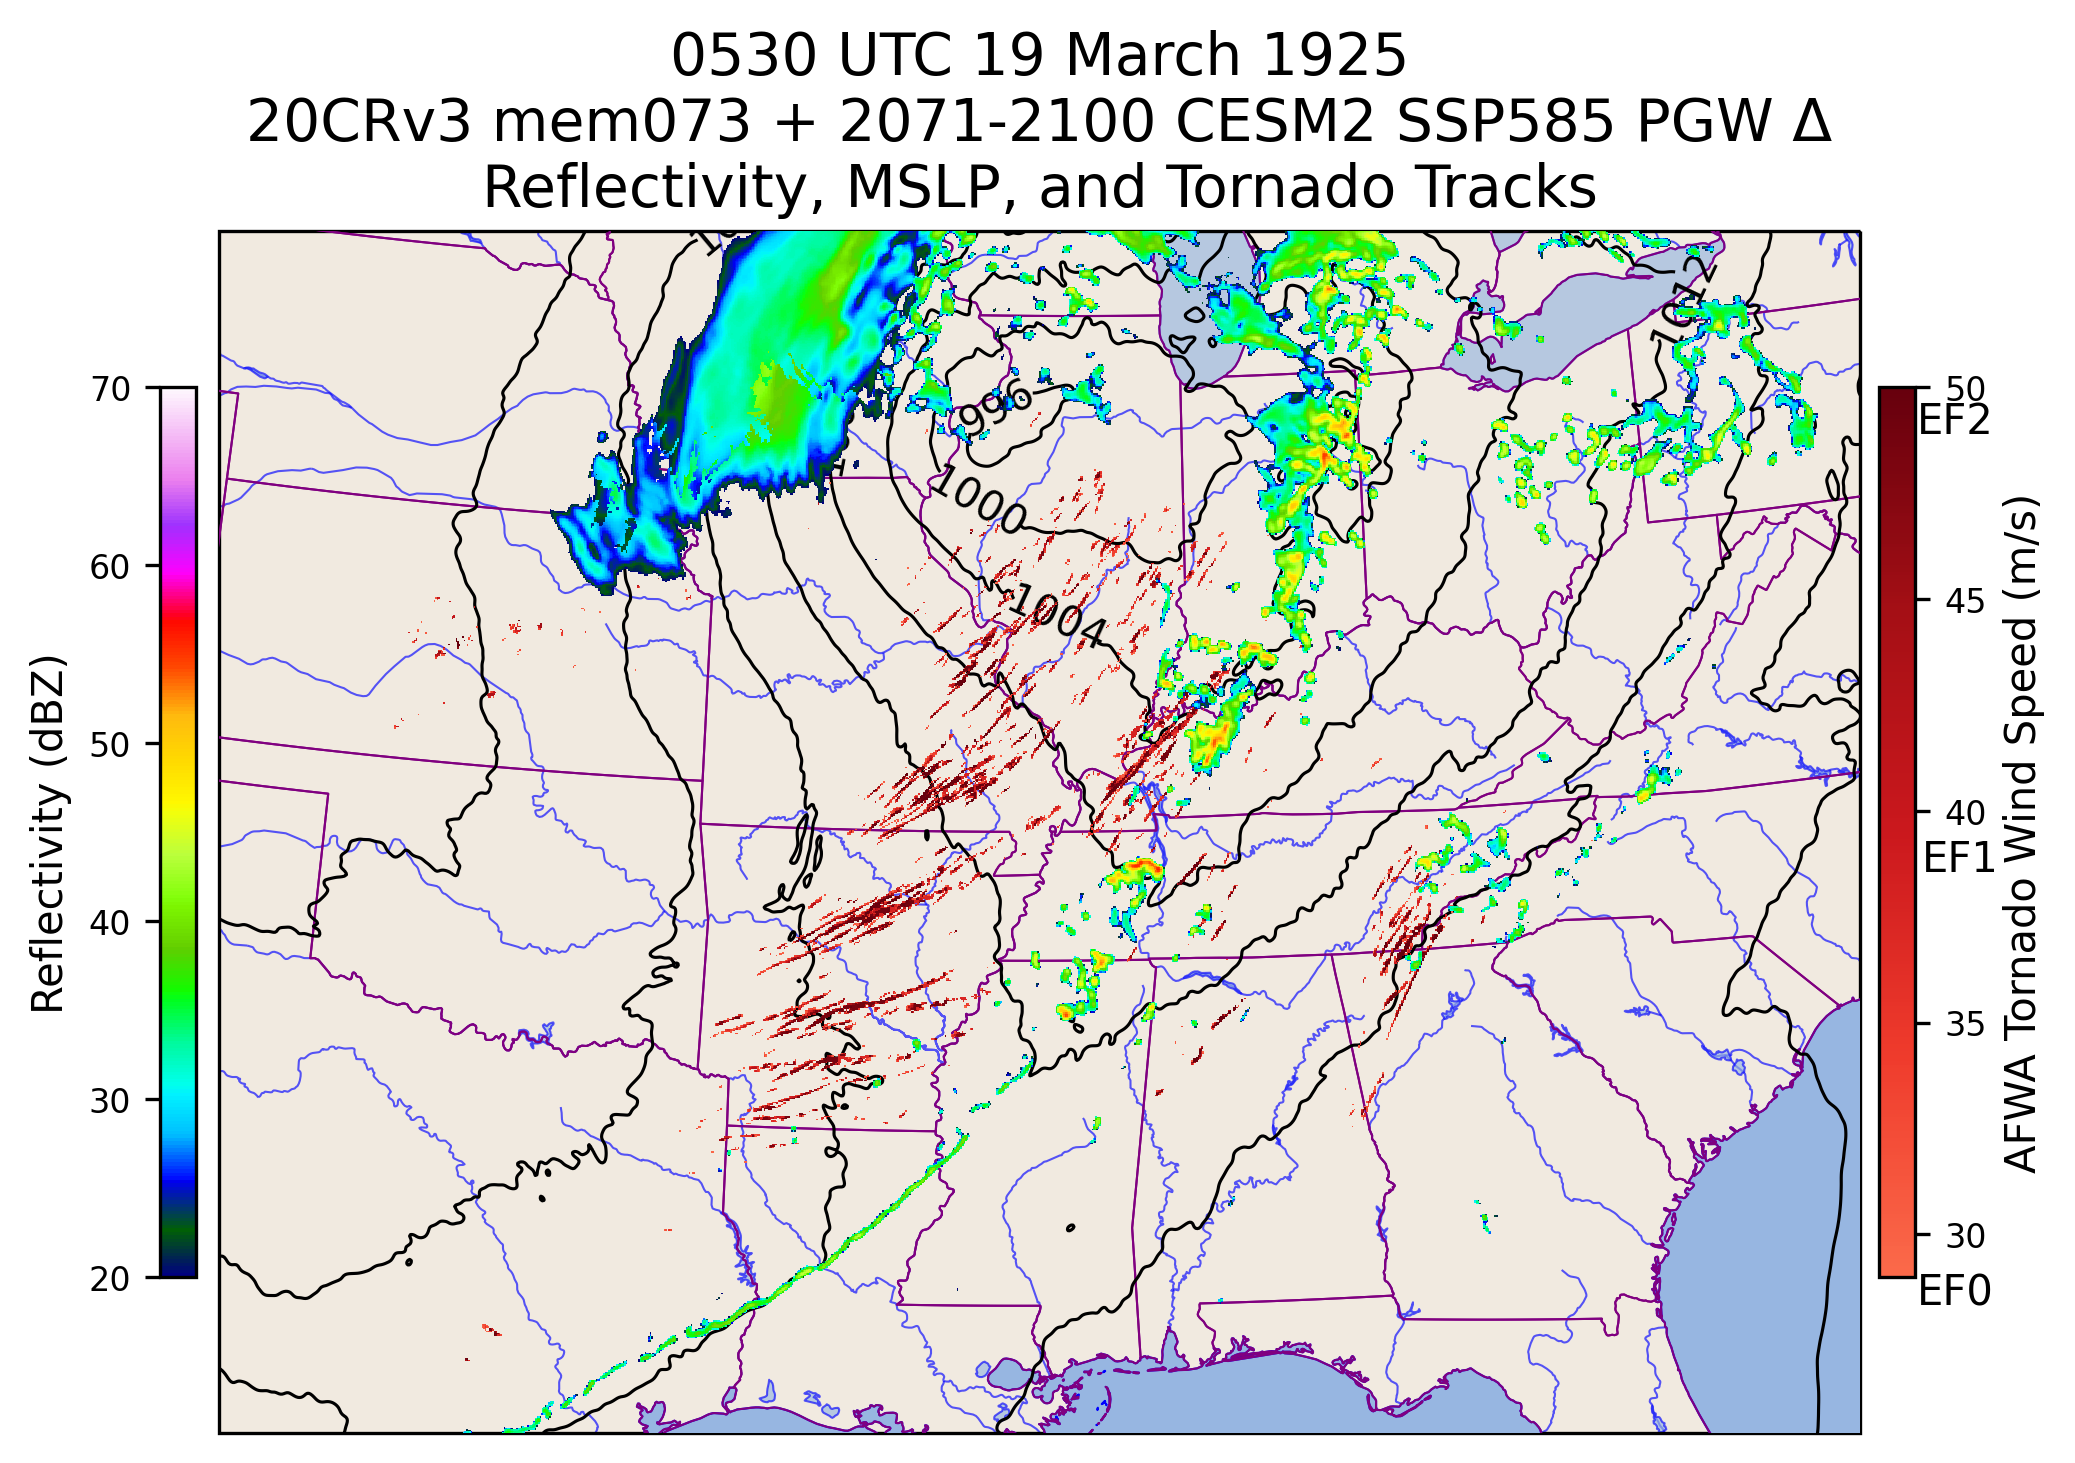 0530 UTC 19 March 1925
20CRv3 mem073 + 2071-2100 CESM2 SSP585 PGW Δ
Reflectivity, MSLP, and Tornado Tracks
Reflectivity (dBZ)
70
60
50
40
30
20
996
1000
1004
1012
50
EF2
45
40
EF1
35
30
EF0
AFWA Tornado Wind Speed (m/s)